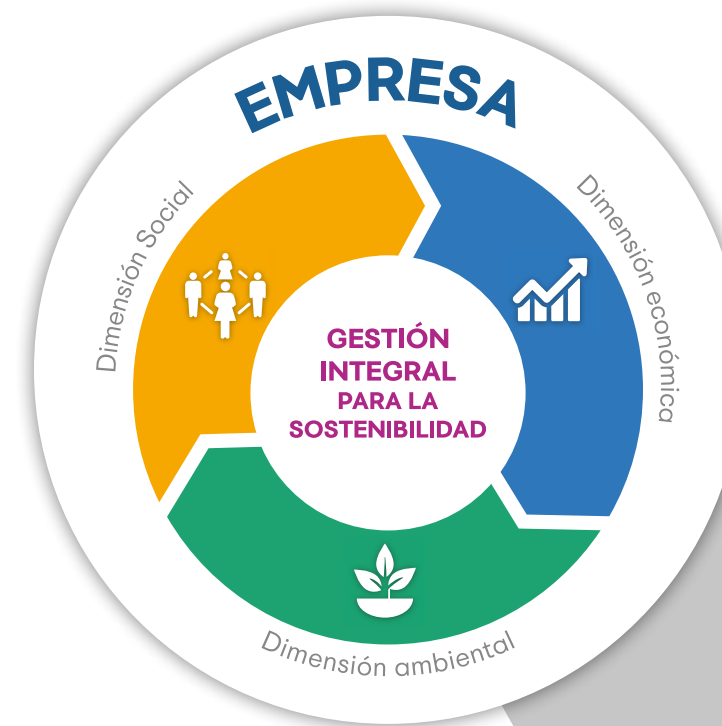 EMPRESA
Dimensión Social
Dimensión económica
GESTIÓN
INTEGRAL
PARA LA
SOSTENIBILIDAD
Dimensión ambiental